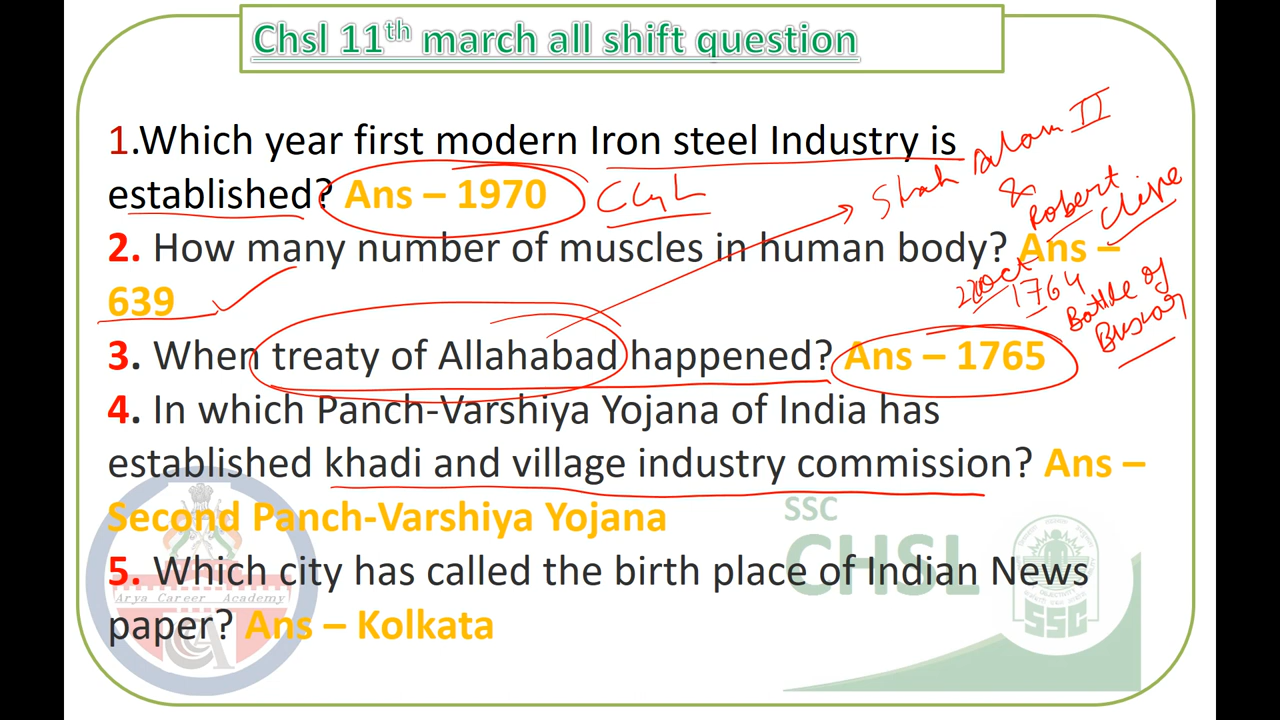 Chsl 11th march all shift question
1.Which year first modern Iron steel Industry is
established? Ans – 1970 CGL
2. How many number of muscles in human body? Ans –
639
3. When treaty of Allahabad happened? Ans – 1765
4. In which Panch-Varshiya Yojana of India has
established khadi and village industry commission? Ans –
Second Panch-Varshiya Yojana
5. Which city has called the birth place of Indian News
paper? Ans – Kolkata
Shah Alam II
&
Robert
Clive
22 Oct
1764
Battle of
Buxar
Arya Career Academy
SSC
CHSL
SSC